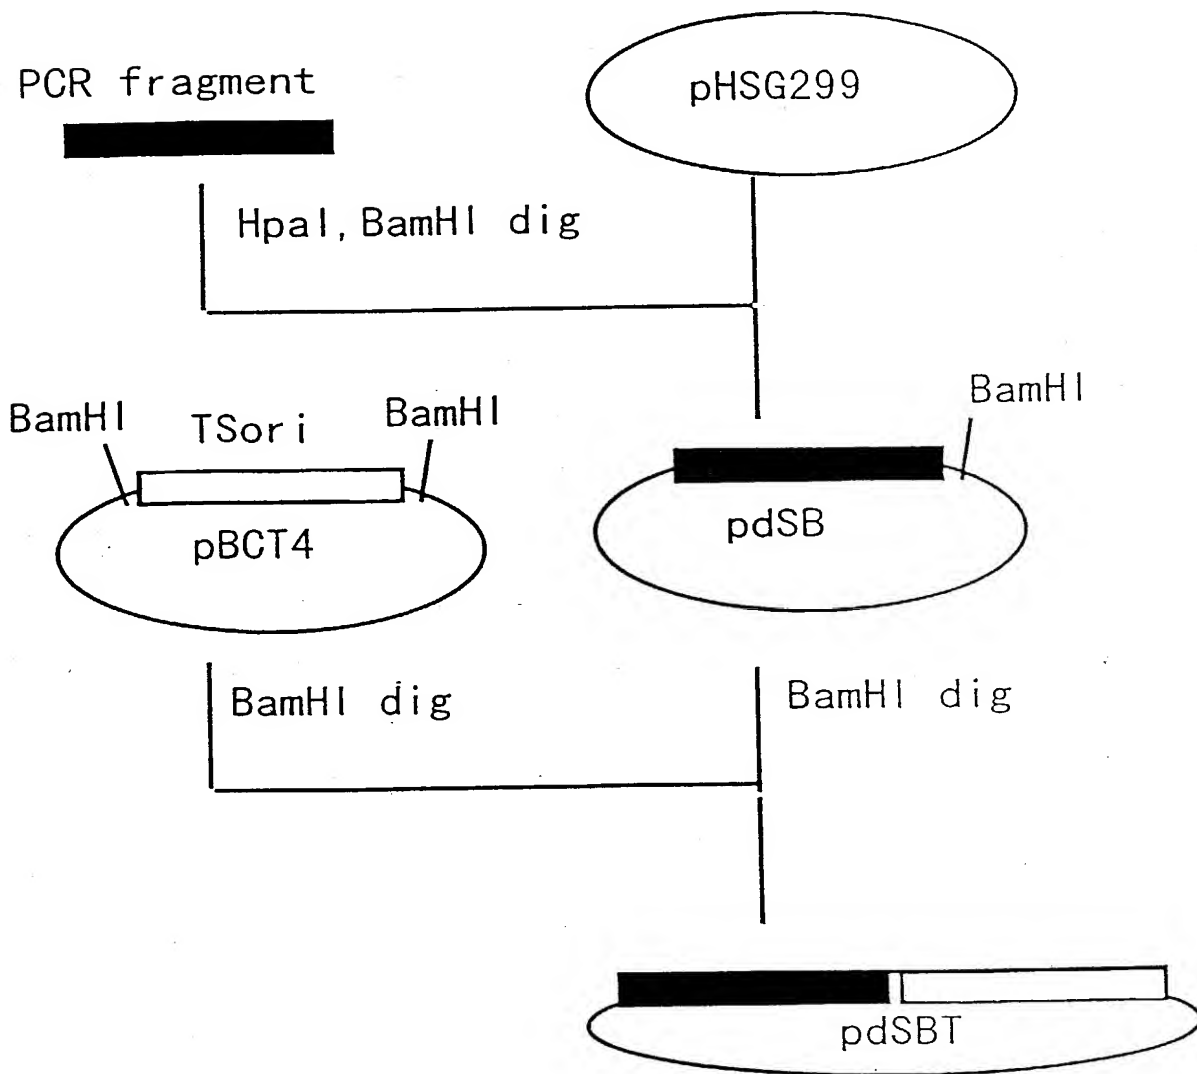 PCR fragment
pHSG299
HpaI, BamHI dig
BamHI
TSori
BamHI
BamHI
pBCT4
pdSB
BamHI dig
BamHI dig
pdSBT